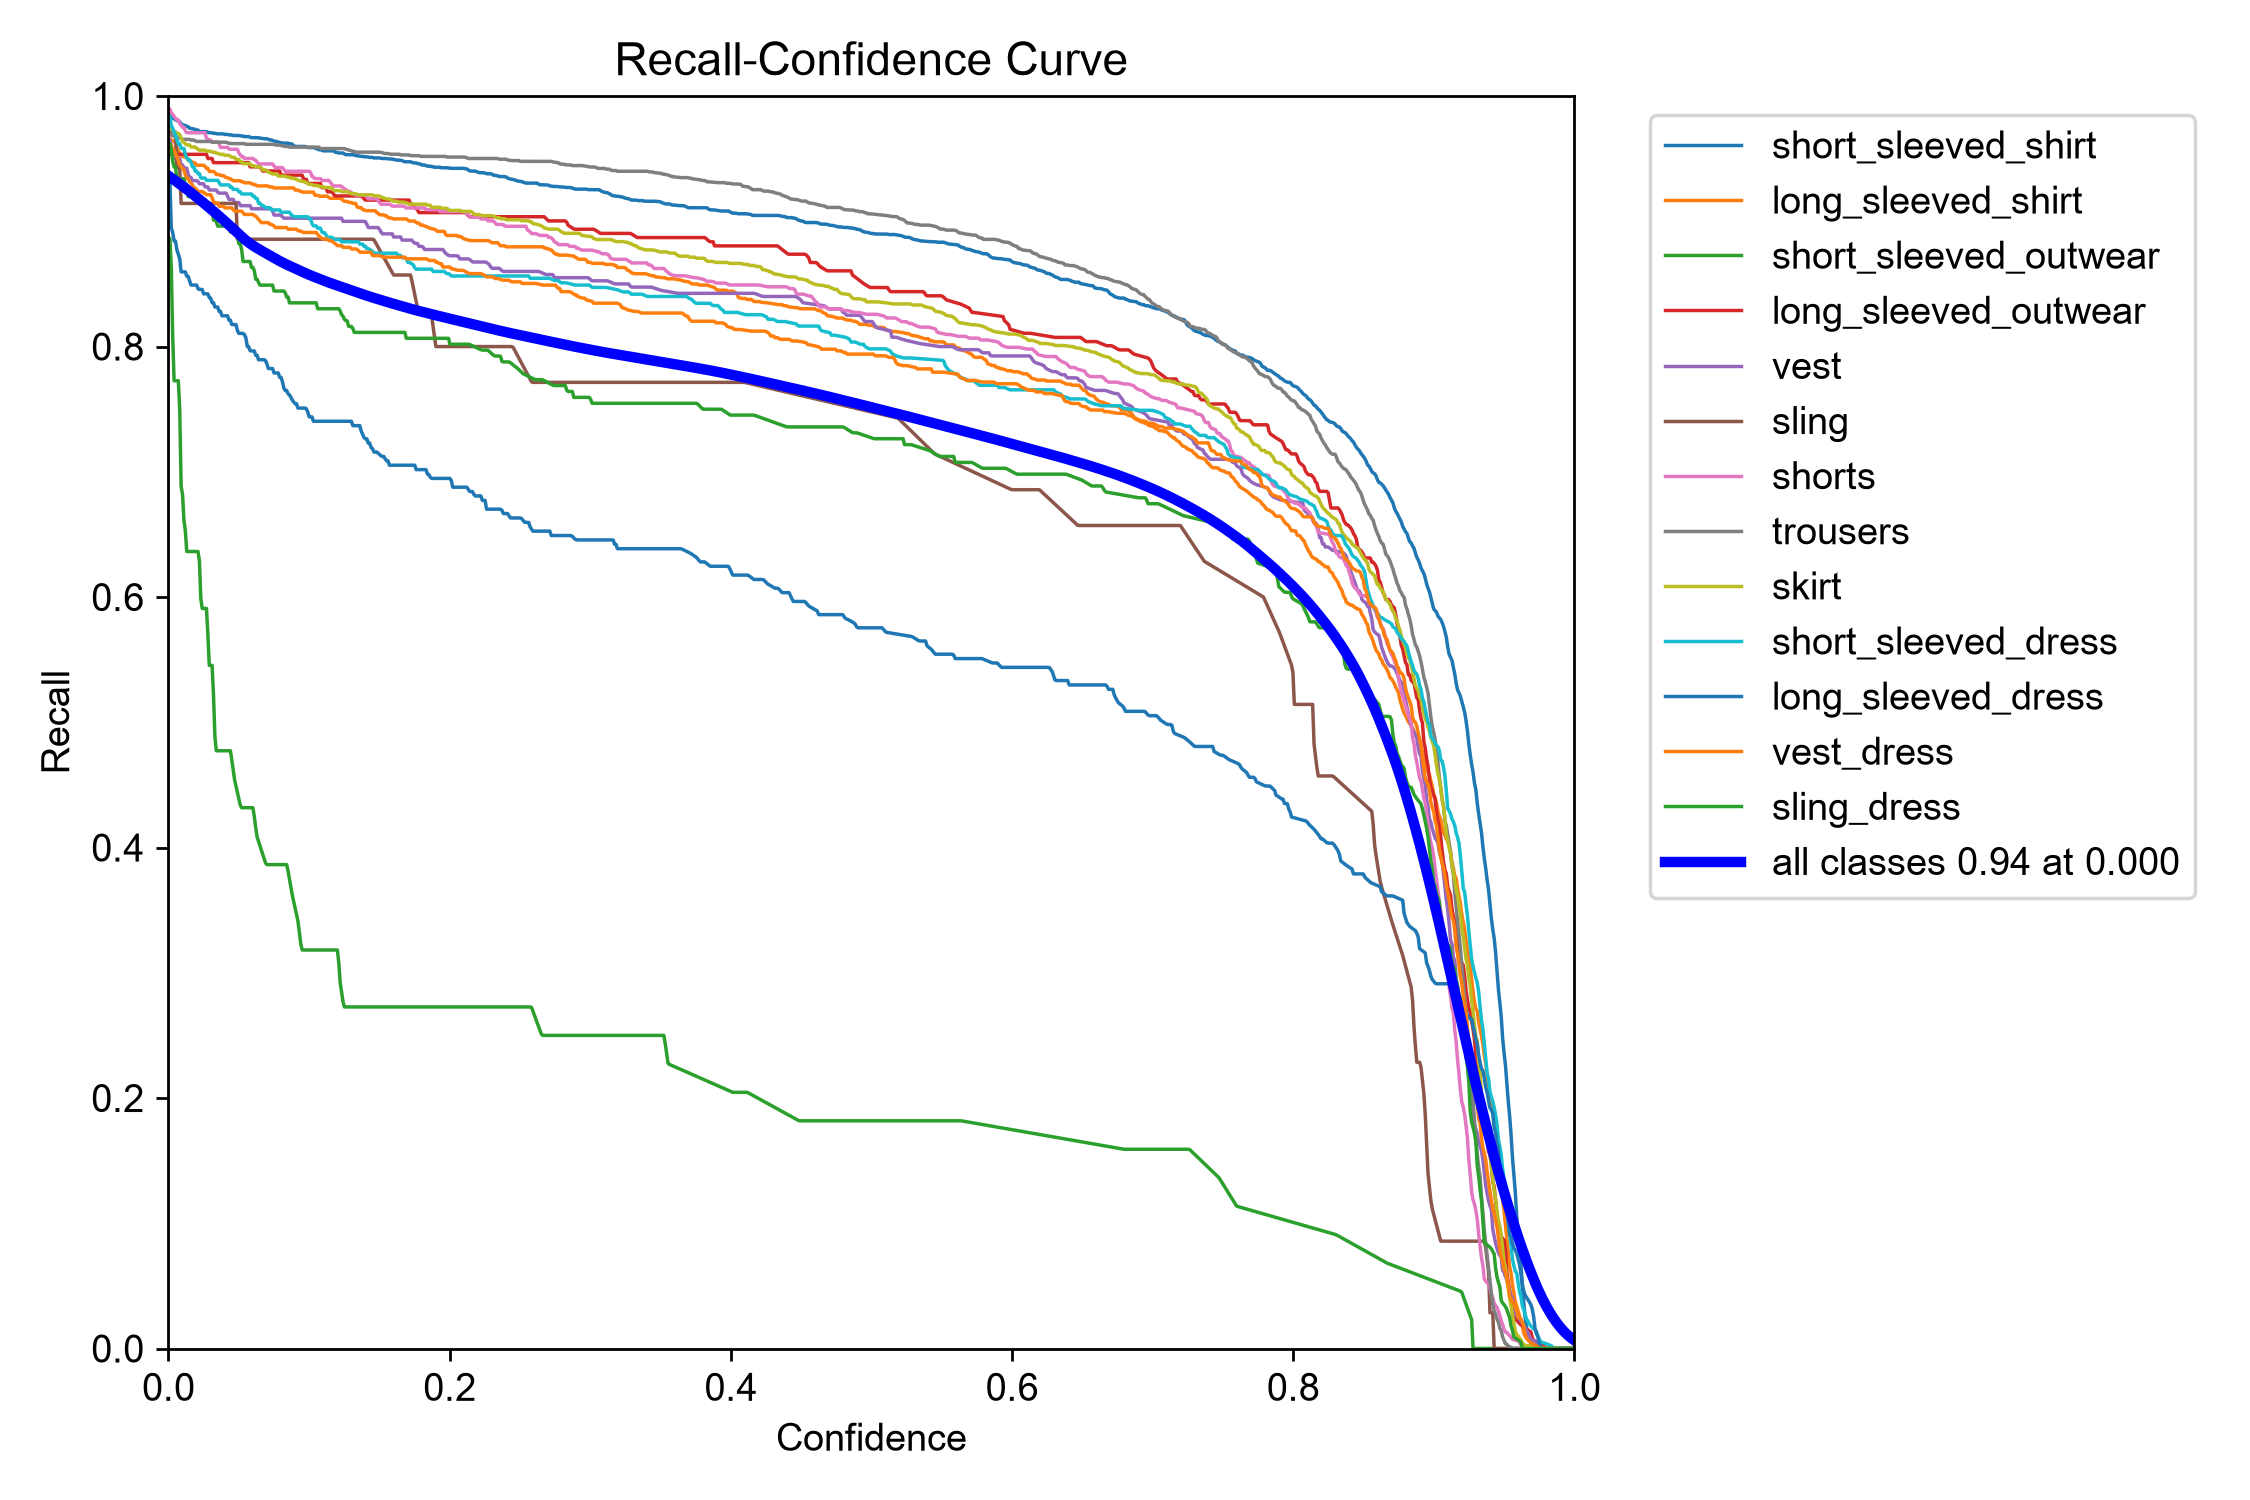 Recall-Confidence Curve
1.0
0.8
0.6
0.4
0.2
0.0
Recall
0.0 0.2 0.4 0.6 0.8 1.0
Confidence
short_sleeved_shirt
long_sleeved_shirt
short_sleeved_outwear
long_sleeved_outwear
vest
sling
shorts
trousers
skirt
short_sleeved_dress
long_sleeved_dress
vest_dress
sling_dress
all classes 0.94 at 0.000